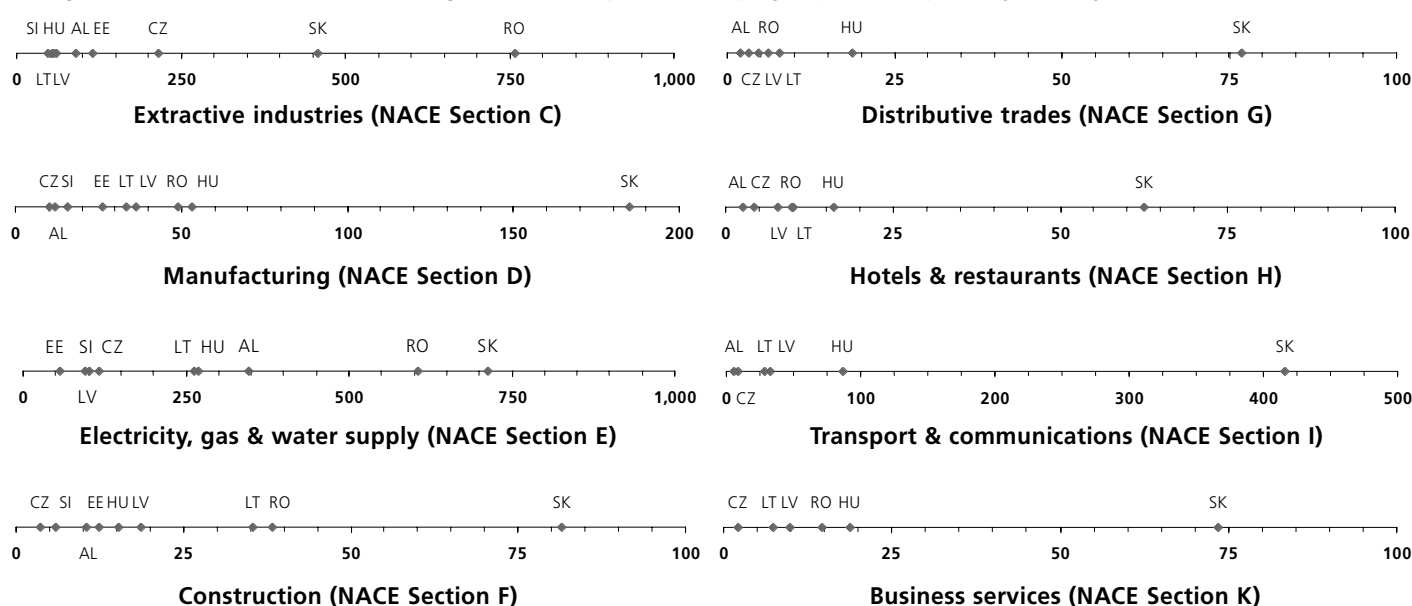 SI HU AL EE CZ SK RO
0 LT LV 250 500 750 1,000
Extractive industries (NACE Section C)
CZ SI EE LT LV RO HU SK
0 AL 50 100 150 200
Manufacturing (NACE Section D)
EE SI CZ LT HU AL RO SK
0 LV 250 500 750 1,000
Electricity, gas & water supply (NACE Section E)
CZ SI EE HU LV LT RO SK
0 AL 25 50 75 100
Construction (NACE Section F)
AL RO HU SK
0 CZ LV LT 25 50 75 100
Distributive trades (NACE Section G)
AL CZ RO HU SK
0 LV LT 25 50 75 100
Hotels & restaurants (NACE Section H)
AL LT LV HU SK
0 CZ 100 200 300 400 500
Transport & communications (NACE Section I)
CZ LT LV RO HU SK
0 25 50 75 100
Business services (NACE Section K)